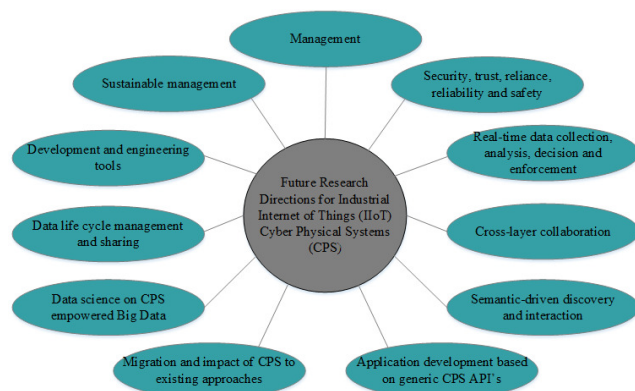 Management
Sustainable management
Security, trust, reliance,
reliability and safety
Development and engineering
tools
Real-time data collection,
analysis, decision and
enforcement
Future Research
Directions for Industrial
Internet of Things (IIoT)
Cyber Physical Systems
(CPS)
Data life cycle management
and sharing
Cross-layer collaboration
Data science on CPS
empowered Big Data
Semantic-driven discovery
and interaction
Migration and impact of CPS to
existing approaches
Application development based
on generic CPS API’s